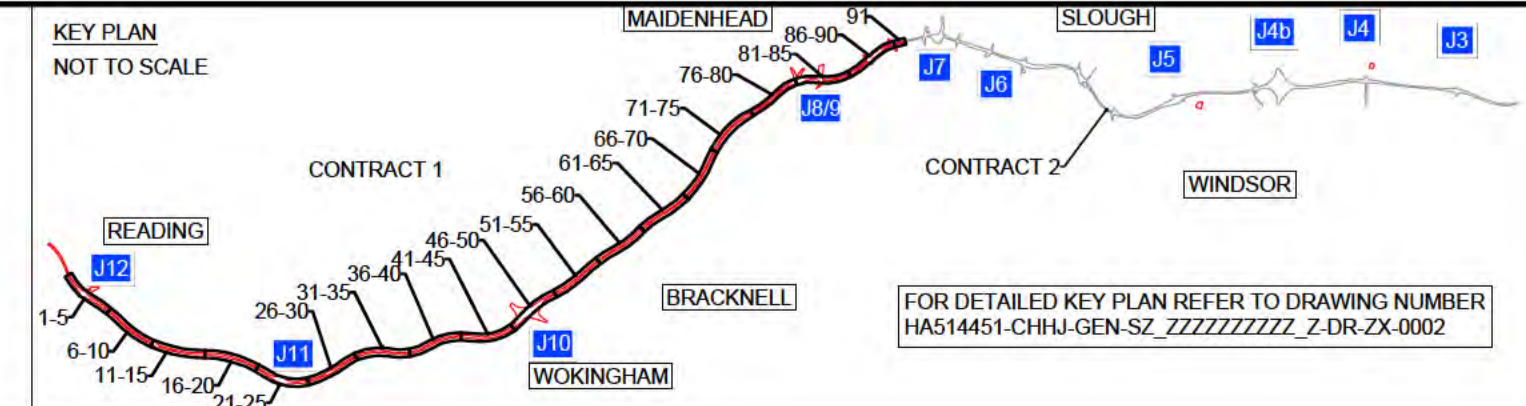 KEY PLAN
NOT TO SCALE
MAIDENHEAD
91
SLOUGH
86-90
81-85
76-80
71-75
66-70
61-65
56-60
51-55
46-50
41-45
36-40
31-35
26-30
J7
J6
J5
J4b
J4
J3
J8/9
CONTRACT 1
CONTRACT 2
WINDSOR
READING
J12
1-5
6-10
11-15
16-20
21-25
J11
J10
WOKINGHAM
BRACKNELL
FOR DETAILED KEY PLAN REFER TO DRAWING NUMBER
HA514451-CHHJ-GEN-SZ_ZZZZZZZZZZ_Z-DR-ZX-0002